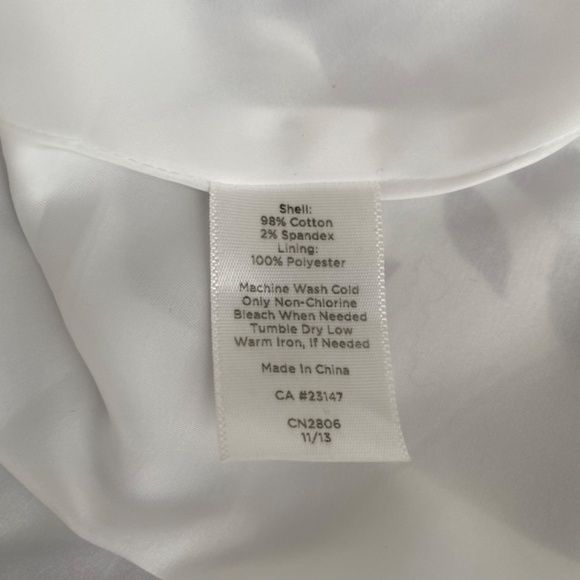 Shell:
98% Cotton
2% Spandex
Lining:
100% Polyester
Machine Wash Cold
Only Non-Chlorine
Bleach When Needed
Tumble Dry Low
Warm Iron, If Needed
Made In China
CA #23147
CN2806
11/13